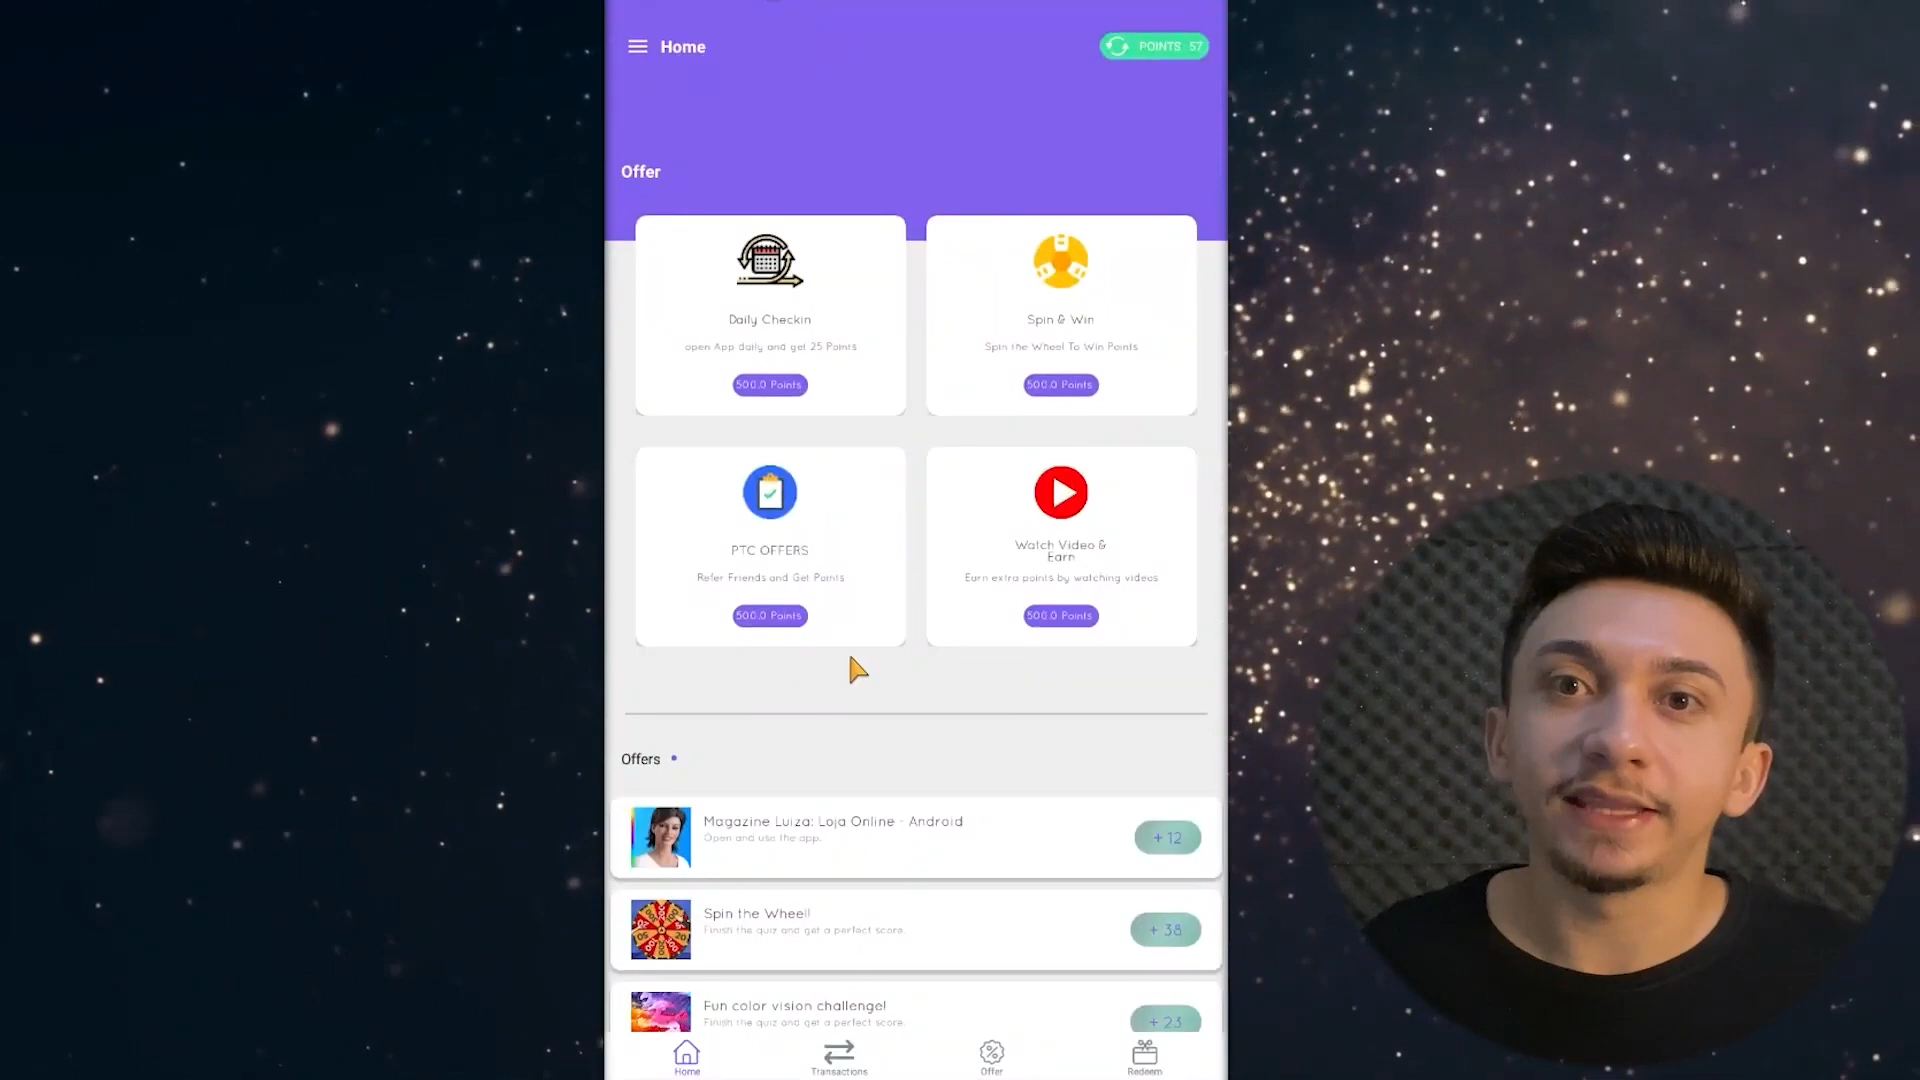 Home
POINTS 57
Offer
Daily Checkin
open App daily and get 25 Points
500.0 Points
Spin & Win
Spin the Wheel To Win Points
500.0 Points
PTC OFFERS
Refer Friends and Get Points
500.0 Points
Watch Video &
Earn
Earn extra points by watching videos
500.0 Points
Offers
Magazine Luiza: Loja Online - Android
Open and use the app.
+ 12
Spin the Wheel!
Finish the quiz and get a perfect score.
+ 38
Fun color vision challenge!
Finish the quiz and get a perfect score.
+ 23
Home
Transactions
Offer
Redeem